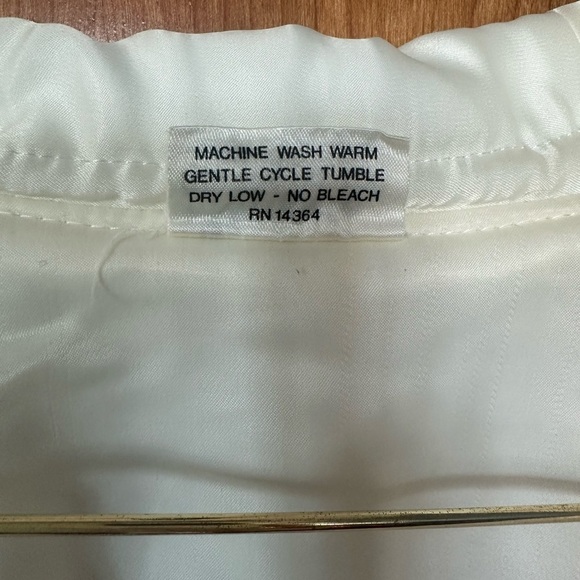 MACHINE WASH WARM
GENTLE CYCLE TUMBLE
DRY LOW - NO BLEACH
RN 14364